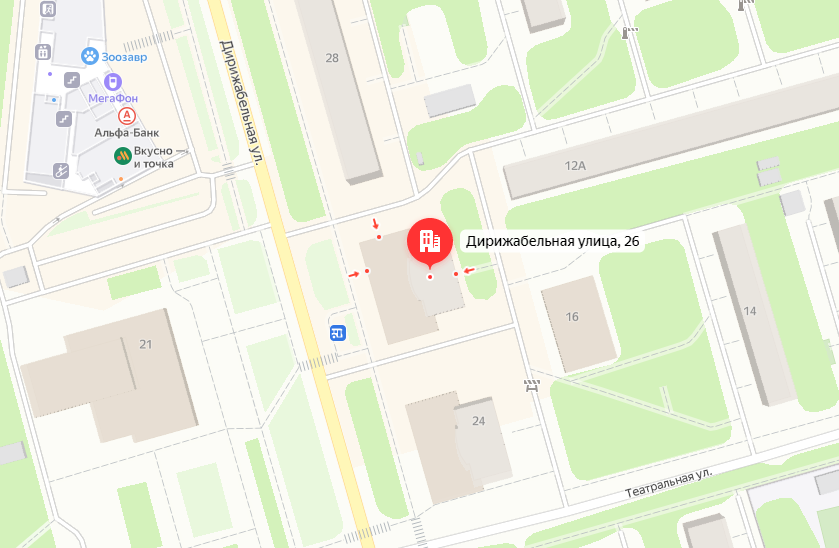 28
Зоозавр
МегаФон
А
Альфа-Банк
Вкусно —
и точка
Дирижабельная ул.
12А
Дирижабельная улица, 26
16
14
21
24
Театральная ул.